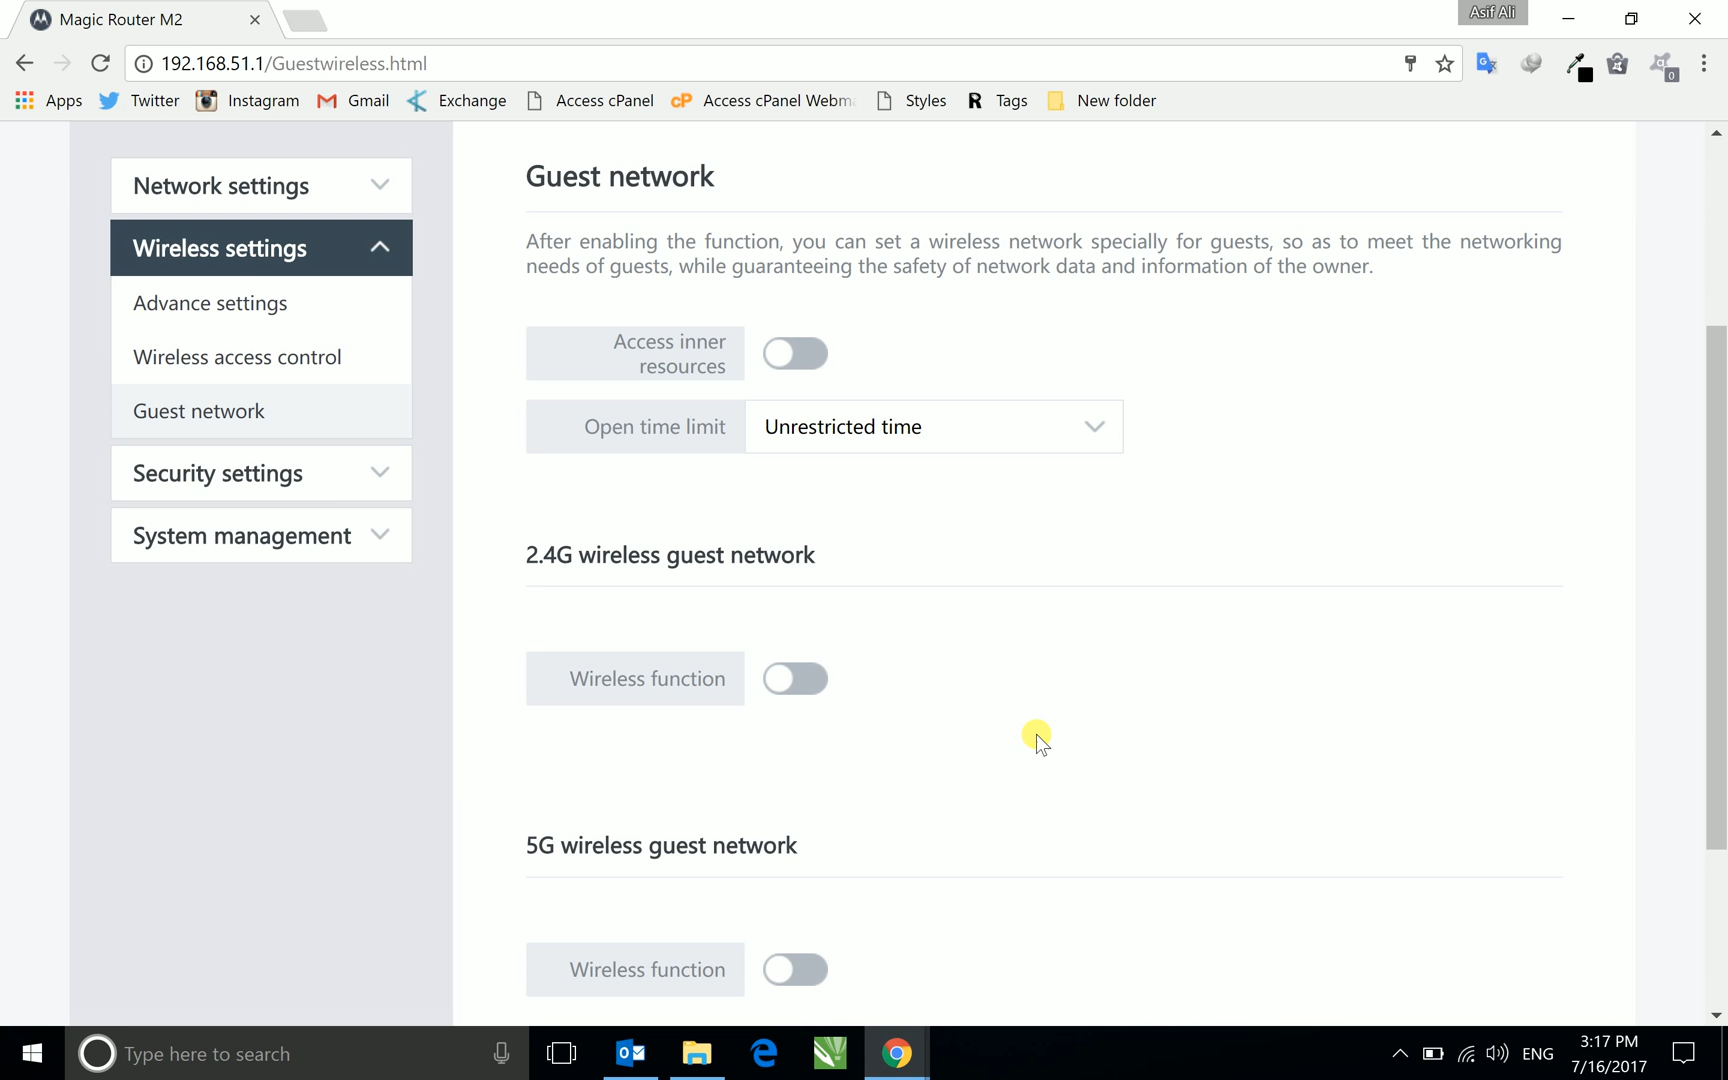 Magic Router M2
Asif Ali
192.168.51.1/Guestwireless.html
0
Apps Twitter Instagram Gmail Exchange Access cPanel cP Access cPanel Webm Styles R Tags New folder
Network settings
Wireless settings
Advance settings
Wireless access control
Guest network
Security settings
System management
Guest network
After enabling the function, you can set a wireless network specially for guests, so as to meet the networking
needs of guests, while guaranteeing the safety of network data and information of the owner.
Access inner
resources
Open time limit Unrestricted time
2.4G wireless guest network
Wireless function
5G wireless guest network
Wireless function
Type here to search
ENG
3:17 PM
7/16/2017